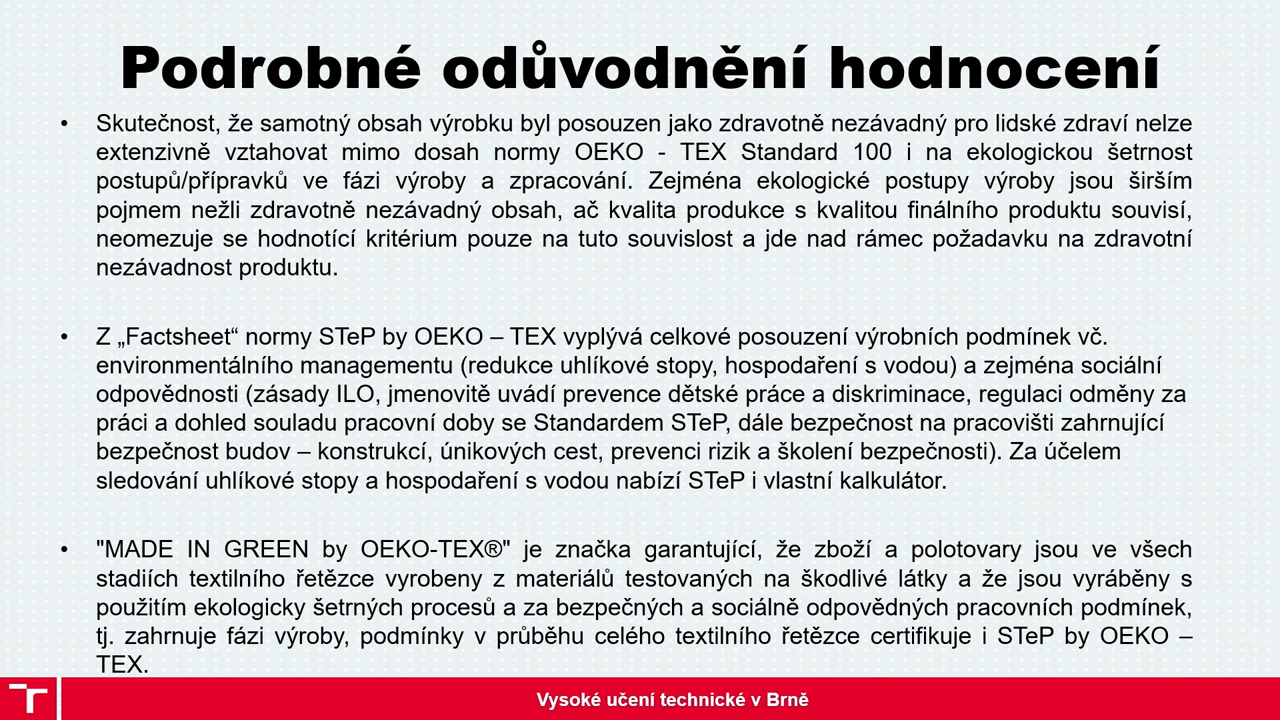 Podrobné odůvodnění hodnocení
• Skutečnost, že samotný obsah výrobku byl posouzen jako zdravotně nezávadný pro lidské zdraví nelze
extenzivně vztahovat mimo dosah normy OEKO - TEX Standard 100 i na ekologickou šetrnost
postupů/přípravků ve fázi výroby a zpracování. Zejména ekologické postupy výroby jsou širším
pojmem nežli zdravotně nezávadný obsah, ač kvalita produkce s kvalitou finálního produktu souvisí,
neomezuje se hodnotící kritérium pouze na tuto souvislost a jde nad rámec požadavku na zdravotní
nezávadnost produktu.
• Z „Factsheet“ normy STeP by OEKO – TEX vyplývá celkové posouzení výrobních podmínek vč.
environmentálního managementu (redukce uhlíkové stopy, hospodaření s vodou) a zejména sociální
odpovědnosti (zásady ILO, jmenovitě uvádí prevence dětské práce a diskriminace, regulaci odměny za
práci a dohled souladu pracovní doby se Standardem STeP, dále bezpečnost na pracovišti zahrnující
bezpečnost budov – konstrukcí, únikových cest, prevenci rizik a školení bezpečnosti). Za účelem
sledování uhlíkové stopy a hospodaření s vodou nabízí STeP i vlastní kalkulátor.
• "MADE IN GREEN by OEKO-TEX®" je značka garantující, že zboží a polotovary jsou ve všech
stadiích textilního řetězce vyrobeny z materiálů testovaných na škodlivé látky a že jsou vyráběny s
použitím ekologicky šetrných procesů a za bezpečných a sociálně odpovědných pracovních podmínek,
tj. zahrnuje fázi výroby, podmínky v průběhu celého textilního řetězce certifikuje i STeP by OEKO –
TEX.
Vysoké učení technické v Brně